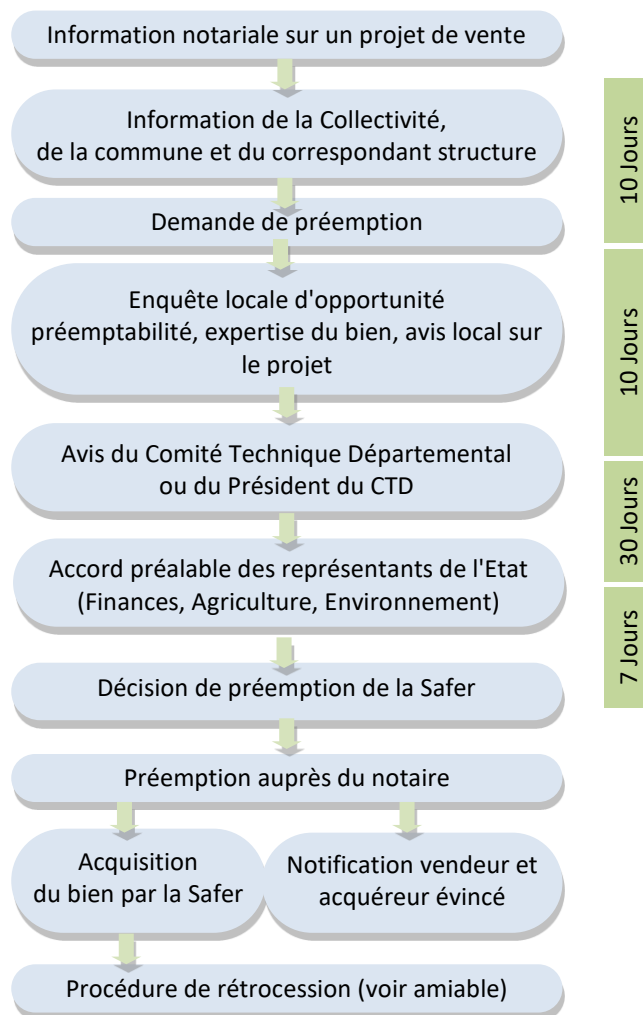 Information notariale sur un projet de vente
Information de la Collectivité,
de la commune et du correspondant structure
Demande de préemption
Enquête locale d'opportunité
préemptabilité, expertise du bien, avis local sur
le projet
Avis du Comité Technique Départemental
ou du Président du CTD
Accord préalable des représentants de l'Etat
(Finances, Agriculture, Environnement)
Décision de préemption de la Safer
Préemption auprès du notaire
Acquisition
du bien par la Safer
Notification vendeur et
acquéreur évincé
Procédure de rétrocession (voir amiable)
10 Jours
10 Jours
30 Jours
7 Jours